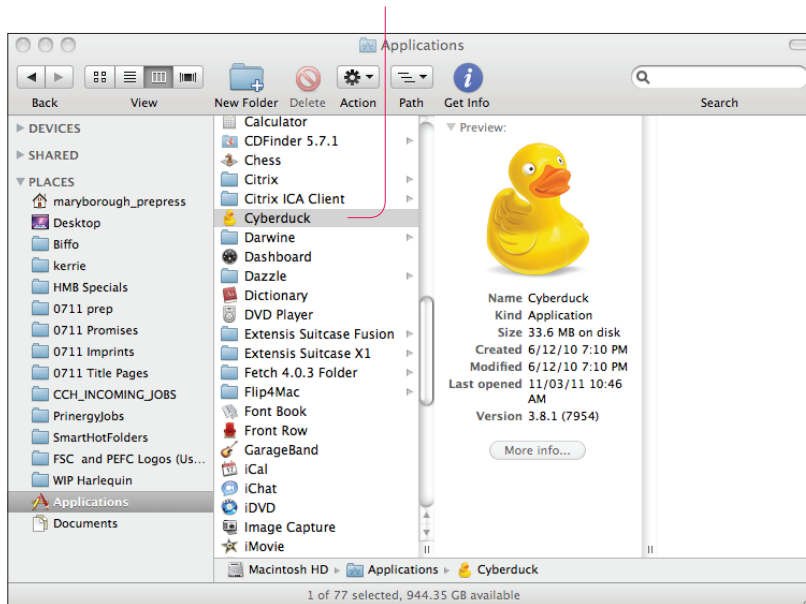 Applications
Back
View
New Folder
Delete
Action
Path
Get Info
Search
DEVICES
SHARED
PLACES
maryborough_prepress
Desktop
Biffo
kerrie
HMB Specials
0711 prep
0711 Promises
0711 Imprints
0711 Title Pages
CCH_INCOMING_JOBS
PrinergyJobs
SmartHotFolders
FSC and PEFC Logos (Us...
WIP Harlequin
Applications
Documents
Calculator
CDFinder 5.7.1
Chess
Citrix
Citrix ICA Client
Cyberduck
Darwine
Dashboard
Dazzle
Dictionary
DVD Player
Extensis Suitcase Fusion
Extensis Suitcase X1
Fetch 4.0.3 Folder
Flip4Mac
Font Book
Front Row
GarageBand
iCal
iChat
iDVD
Image Capture
iMovie
Preview:
Name Cyberduck
Kind Application
Size 33.6 MB on disk
Created 6/12/10 7:10 PM
Modified 6/12/10 7:10 PM
Last opened 11/03/11 10:46
AM
Version 3.8.1 (7954)
More info...
Macintosh HD Applications Cyberduck
1 of 77 selected, 944.35 GB available